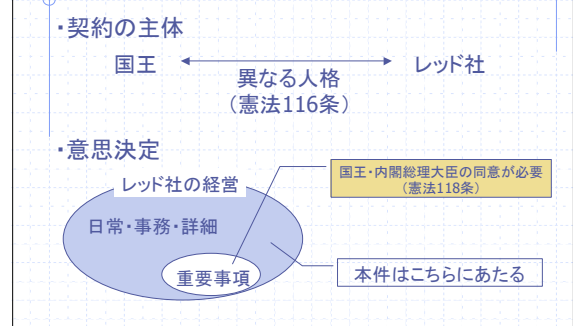 ・契約の主体
国王
レッド社
異なる人格
（憲法116条）
・意思決定
国王・内閣総理大臣の同意が必要
（憲法118条）
レッド社の経営
日常・事務・詳細
重要事項
本件はこちらにあたる